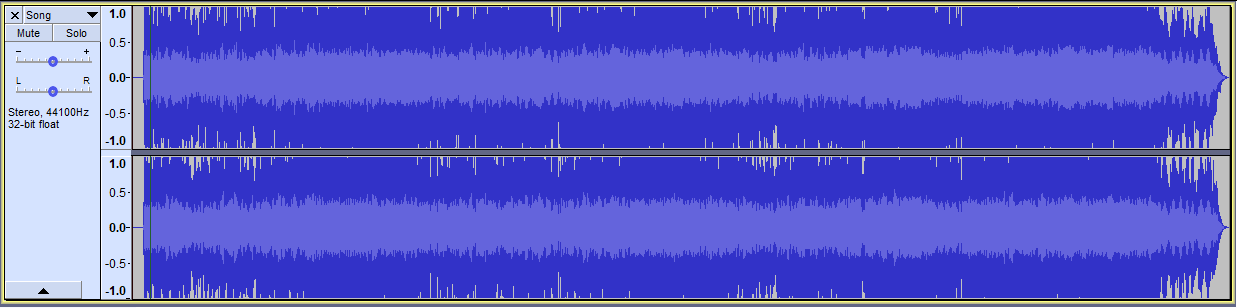 × Song
Mute Solo
- +
L R
Stereo, 44100Hz
32-bit float
1.0
0.5-
0.0-
-0.5-
-1.0
1.0
0.5-
0.0-
-0.5-
-1.0